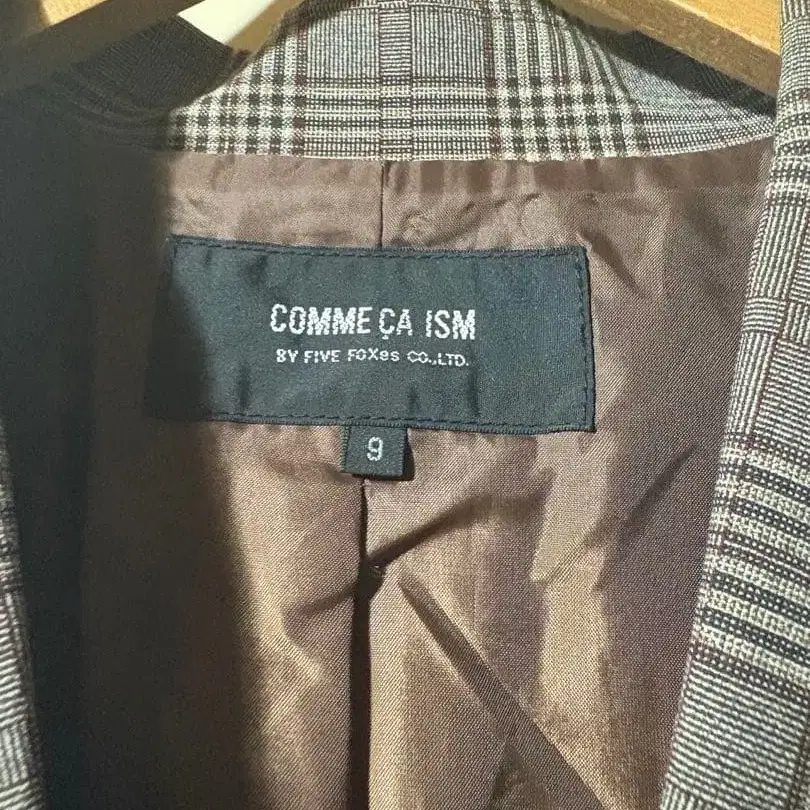 COMME ÇA ISM
BY FIVE FOXes CO.,LTD.
9